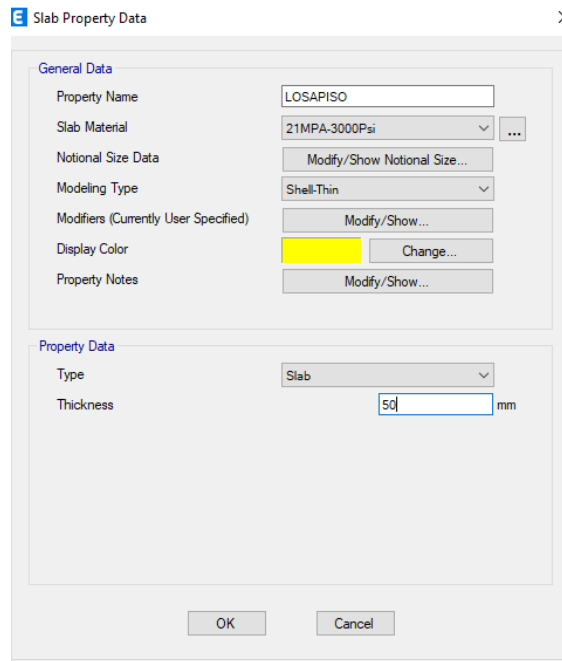 E Slab Property Data
General Data
Property Name LOSAPISO
Slab Material 21MPA-3000Psi ...
Notional Size Data Modify/Show Notional Size...
Modeling Type Shell-Thin
Modifiers (Currently User Specified) Modify/Show...
Display Color Change...
Property Notes Modify/Show...
Property Data
Type Slab
Thickness 50 mm
OK Cancel